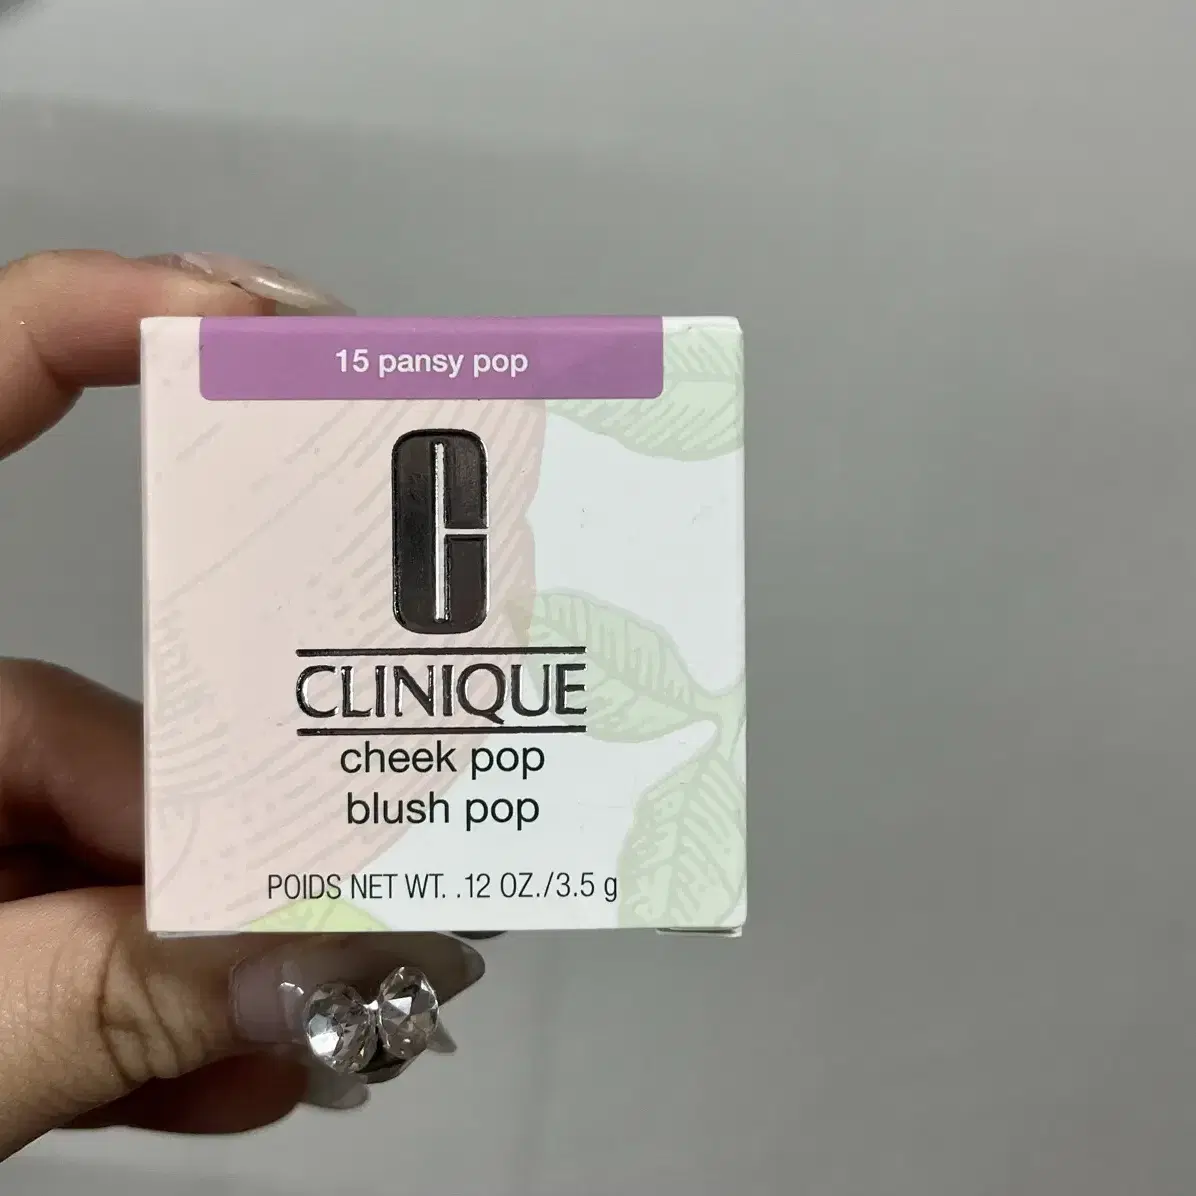 15 pansy pop
C
CLINIQUE
cheek pop
blush pop
POIDS NET WT. .12 OZ./3.5 g